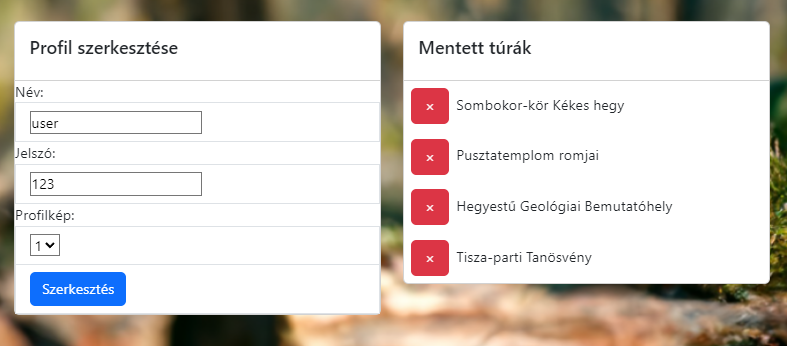 Profil szerkesztése
Név:
user
Jelszó:
123
Profilkép:
1
Szerkesztés
Mentett túrák
× Sombokor-kör Kékes hegy
× Pusztatemplom romjai
× Hegyestű Geológiai Bemutatóhely
× Tisza-parti Tanösvény